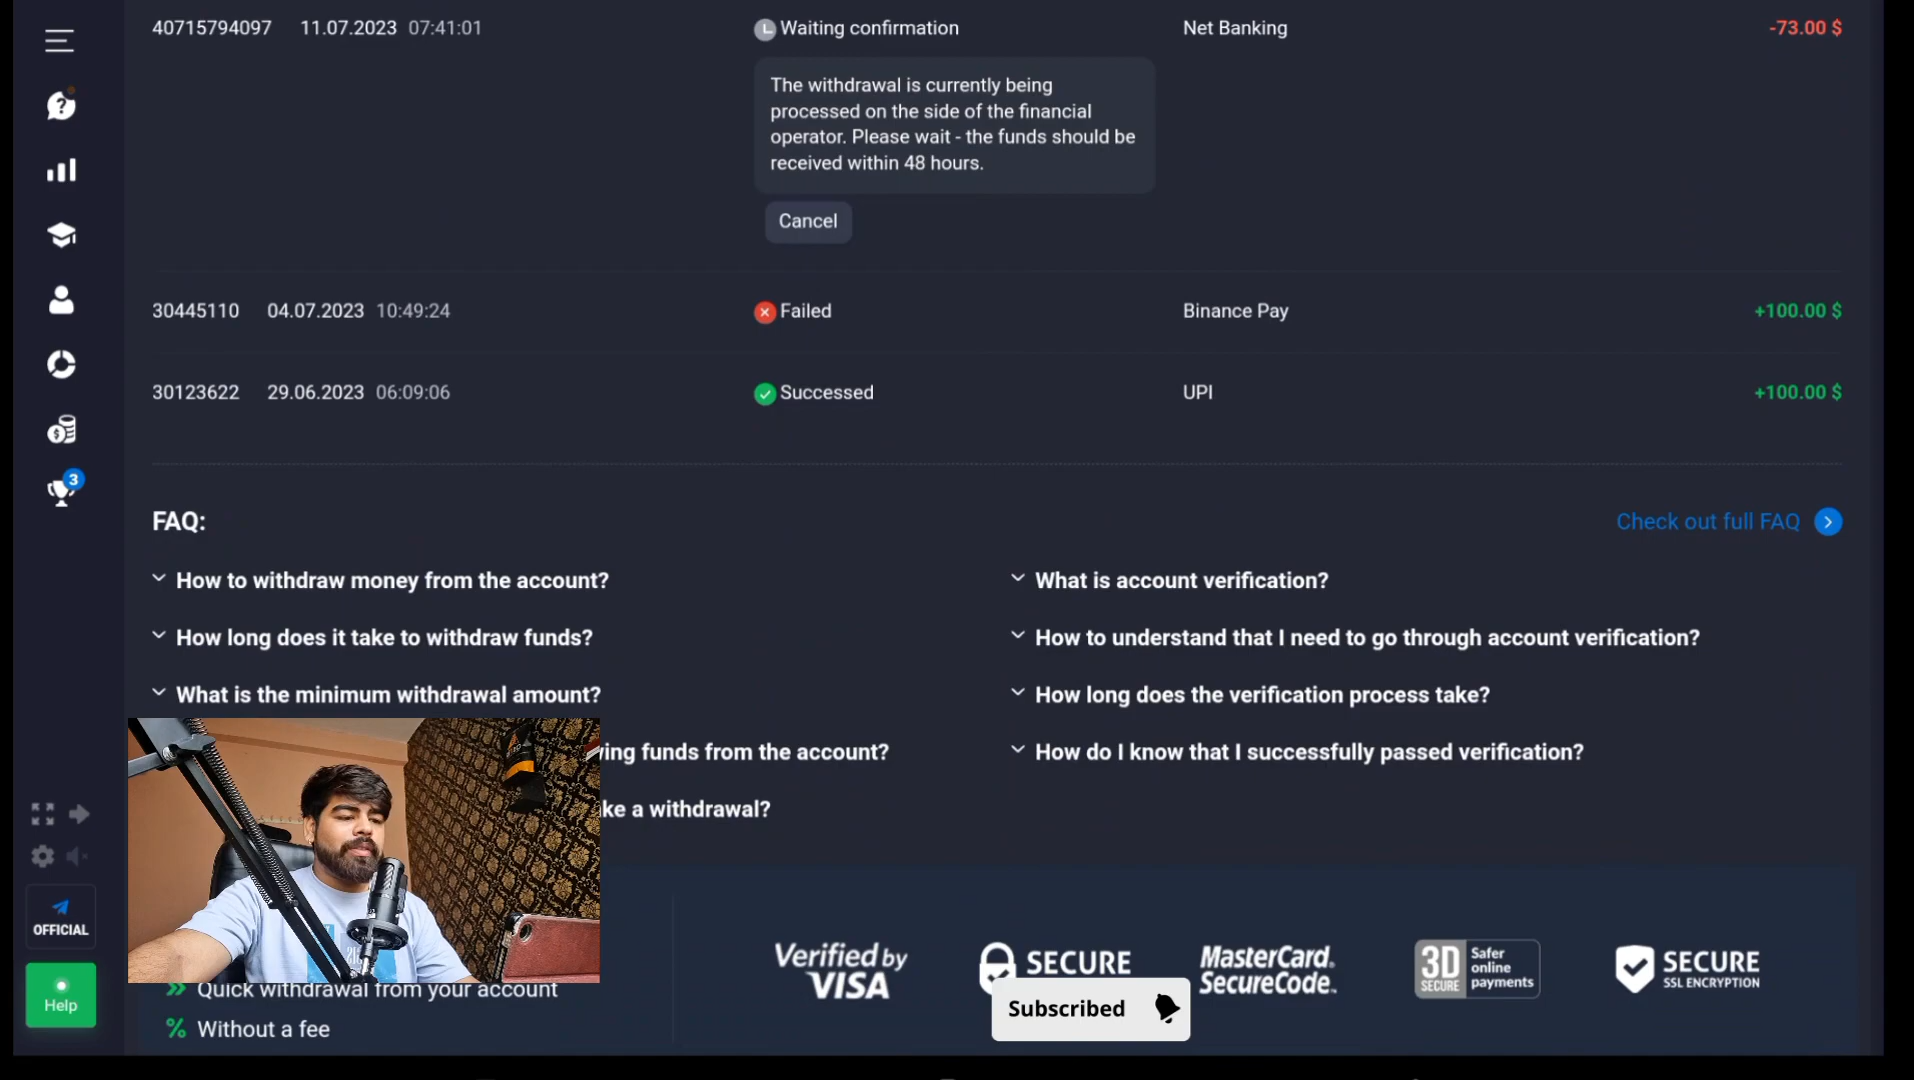 40715794097 11.07.2023 07:41:01 Waiting confirmation Net Banking -73.00 $
The withdrawal is currently being
processed on the side of the financial
operator. Please wait - the funds should be
received within 48 hours.
Cancel
30445110 04.07.2023 10:49:24 Failed Binance Pay +100.00 $
30123622 29.06.2023 06:09:06 Successed UPI +100.00 $
3
FAQ: Check out full FAQ
How to withdraw money from the account? What is account verification?
How long does it take to withdraw funds? How to understand that I need to go through account verification?
What is the minimum withdrawal amount? How long does the verification process take?
ing funds from the account? How do I know that I successfully passed verification?
ke a withdrawal?
OFFICIAL
Help
Quick withdrawal from your account
% Without a fee
Verified by
VISA
SECURE
MasterCard.
SecureCode.
3D
SECURE
Safer
online
payments
SECURE
SSL ENCRYPTION
Subscribed